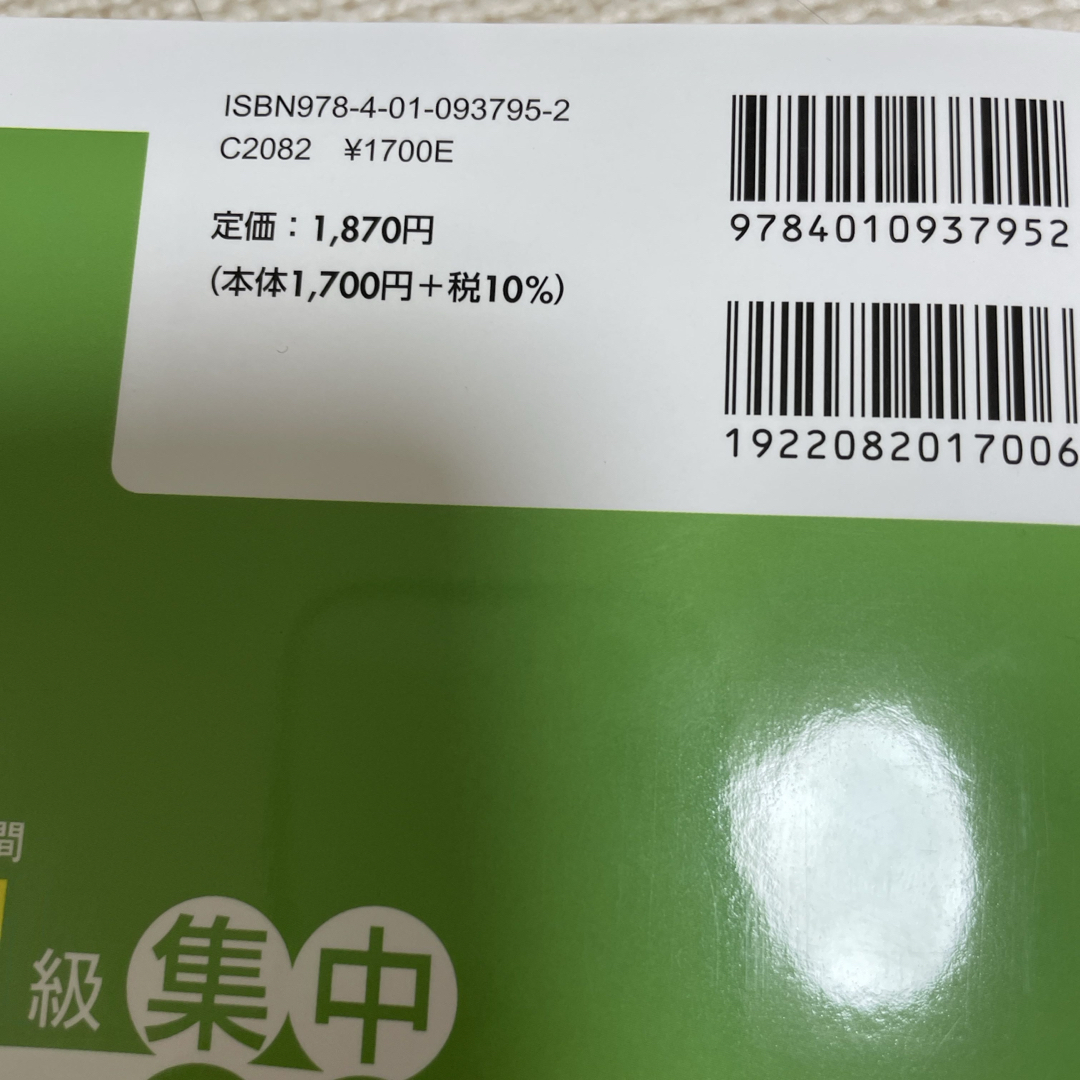 ISBN978-4-01-093795-2
C2082 ¥1700E
定価：1,870円
(本体1,700円＋税10%)
9784010937952
1922082017006
間
級 集中